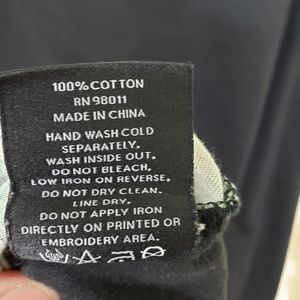 100% COTTON
RN 98011
MADE IN CHINA
HAND WASH COLD
SEPARATELY,
WASH INSIDE OUT.
DO NOT BLEACH,
LOW IRON ON REVERSE,
DO NOT DRY CLEAN.
LINE DRY.
DO NOT APPLY IRON
DIRECTLY ON PRINTED OR
EMBROIDERY AREA.